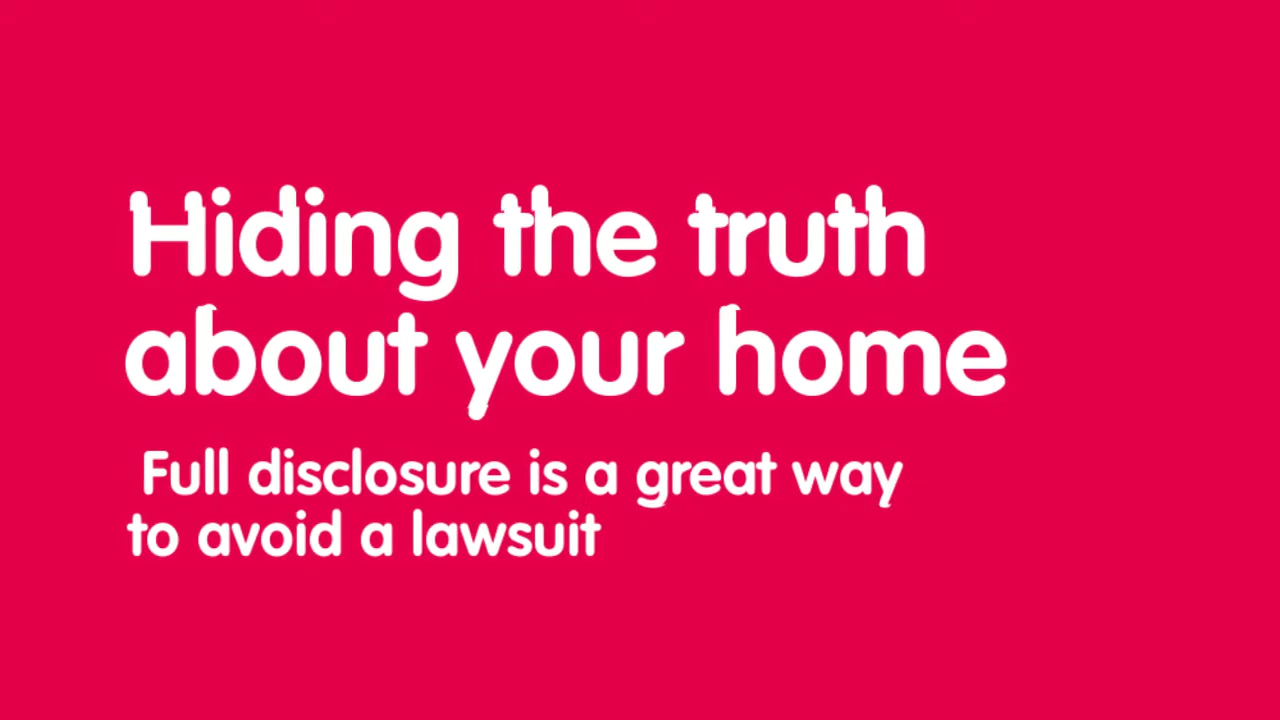 Hiding the truth
about your home
Full disclosure is a great way
to avoid a lawsuit